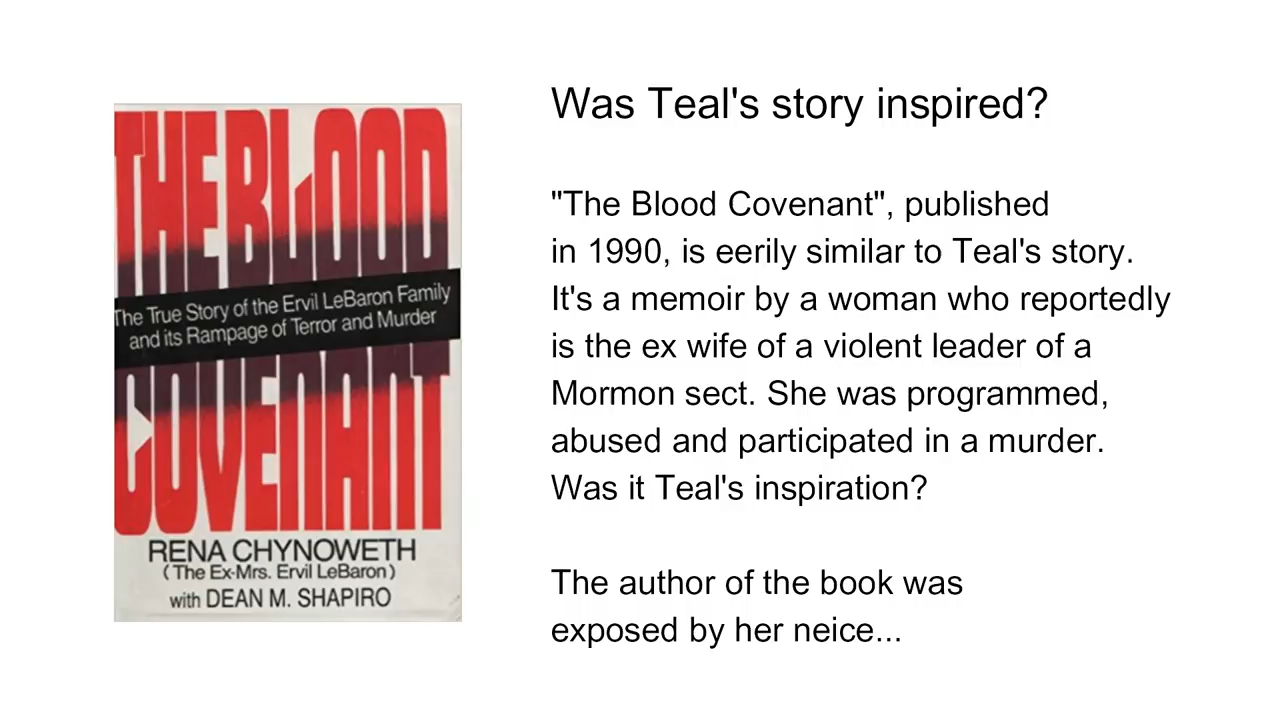 THE BLOOD
The True Story of the Ervil LeBaron Family
and its Rampage of Terror and Murder
COVENANT
RENA CHYNOWETH
(The Ex-Mrs. Ervil LeBaron)
with DEAN M. SHAPIRO
Was Teal's story inspired?
"The Blood Covenant", published
in 1990, is eerily similar to Teal's story.
It's a memoir by a woman who reportedly
is the ex wife of a violent leader of a
Mormon sect. She was programmed,
abused and participated in a murder.
Was it Teal's inspiration?
The author of the book was
exposed by her neice...